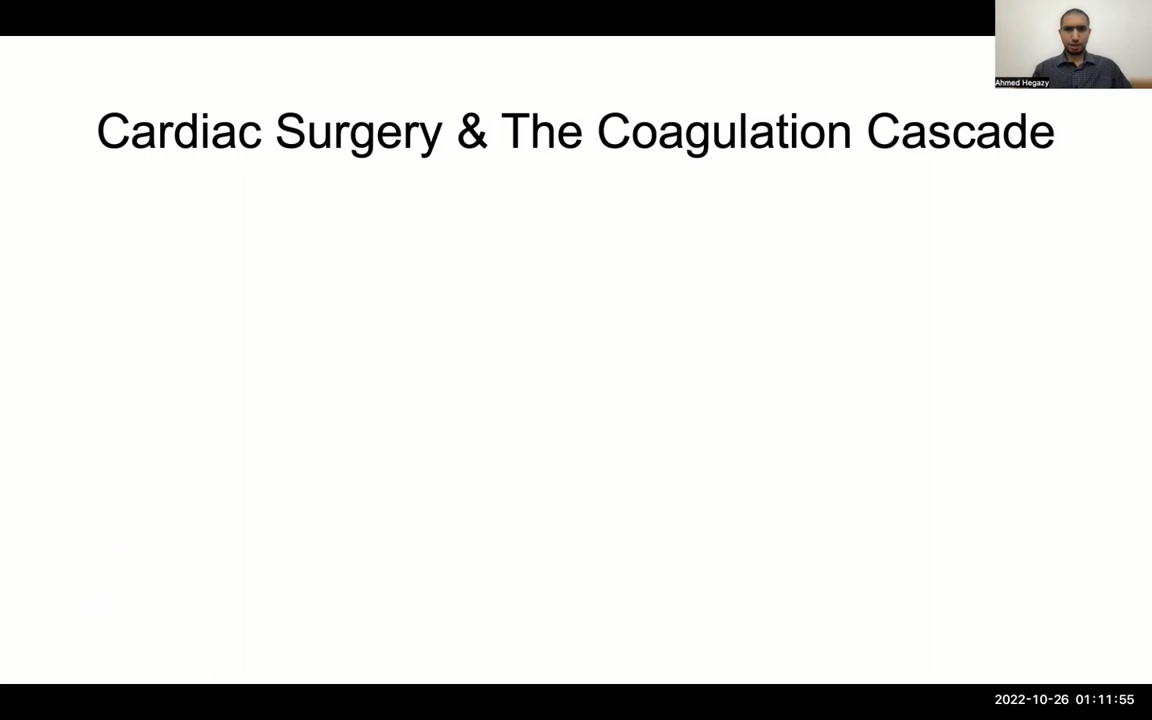 Ahmed Hegazy
Cardiac Surgery & The Coagulation Cascade
2022-10-26 01:11:55